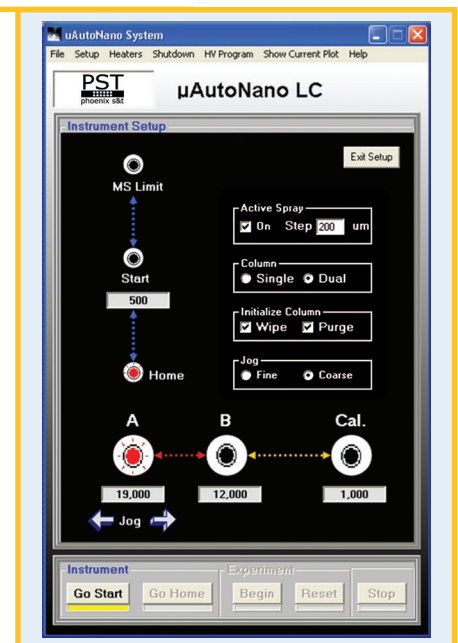 uAutoNano System
File Setup Heaters Shutdown HV Program Show Current Plot Help
PST
phoenix s&t
µAutoNano LC
Instrument Setup
Exit Setup
MS Limit
Active Spray
On Step 200 um
Start
500
Column
Single Dual
Initialize Column
Wipe Purge
Home
Jog
Fine Coarse
A B Cal.
19,000 12,000 1,000
Jog
Instrument Experiment
Go Start Go Home Begin Reset Stop